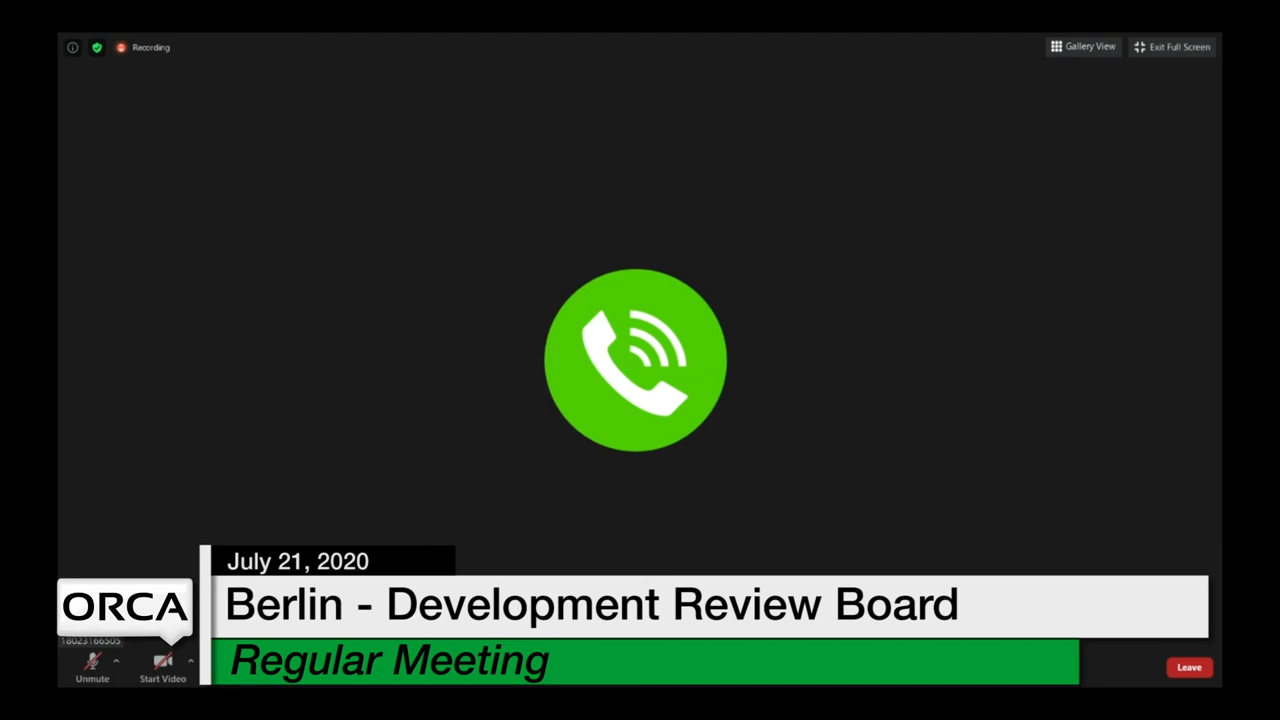 Recording
Gallery View
Exit Full Screen
July 21, 2020
ORCA
Berlin - Development Review Board
18023166505
Regular Meeting
Unmute
Start Video
Leave